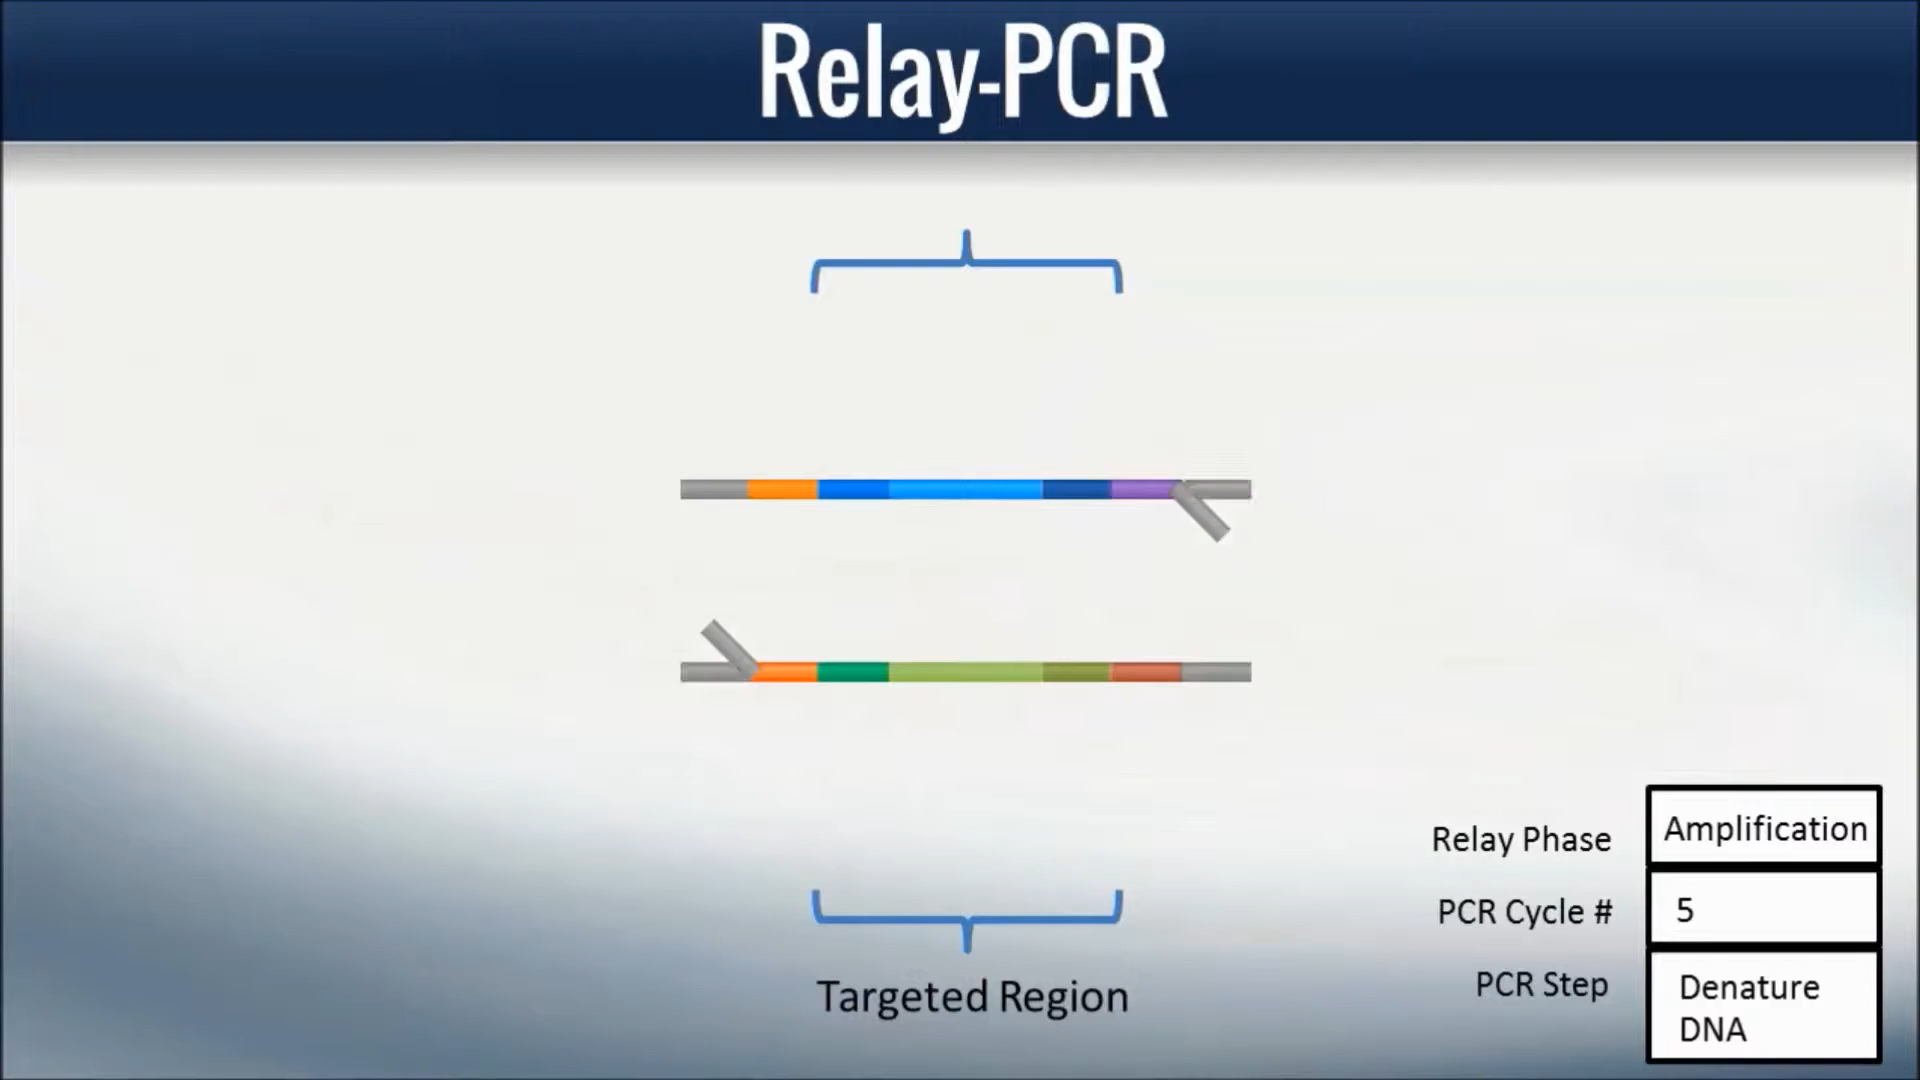 Relay-PCR
Relay Phase
Amplification
PCR Cycle #
5
PCR Step
Denature
DNA
Targeted Region